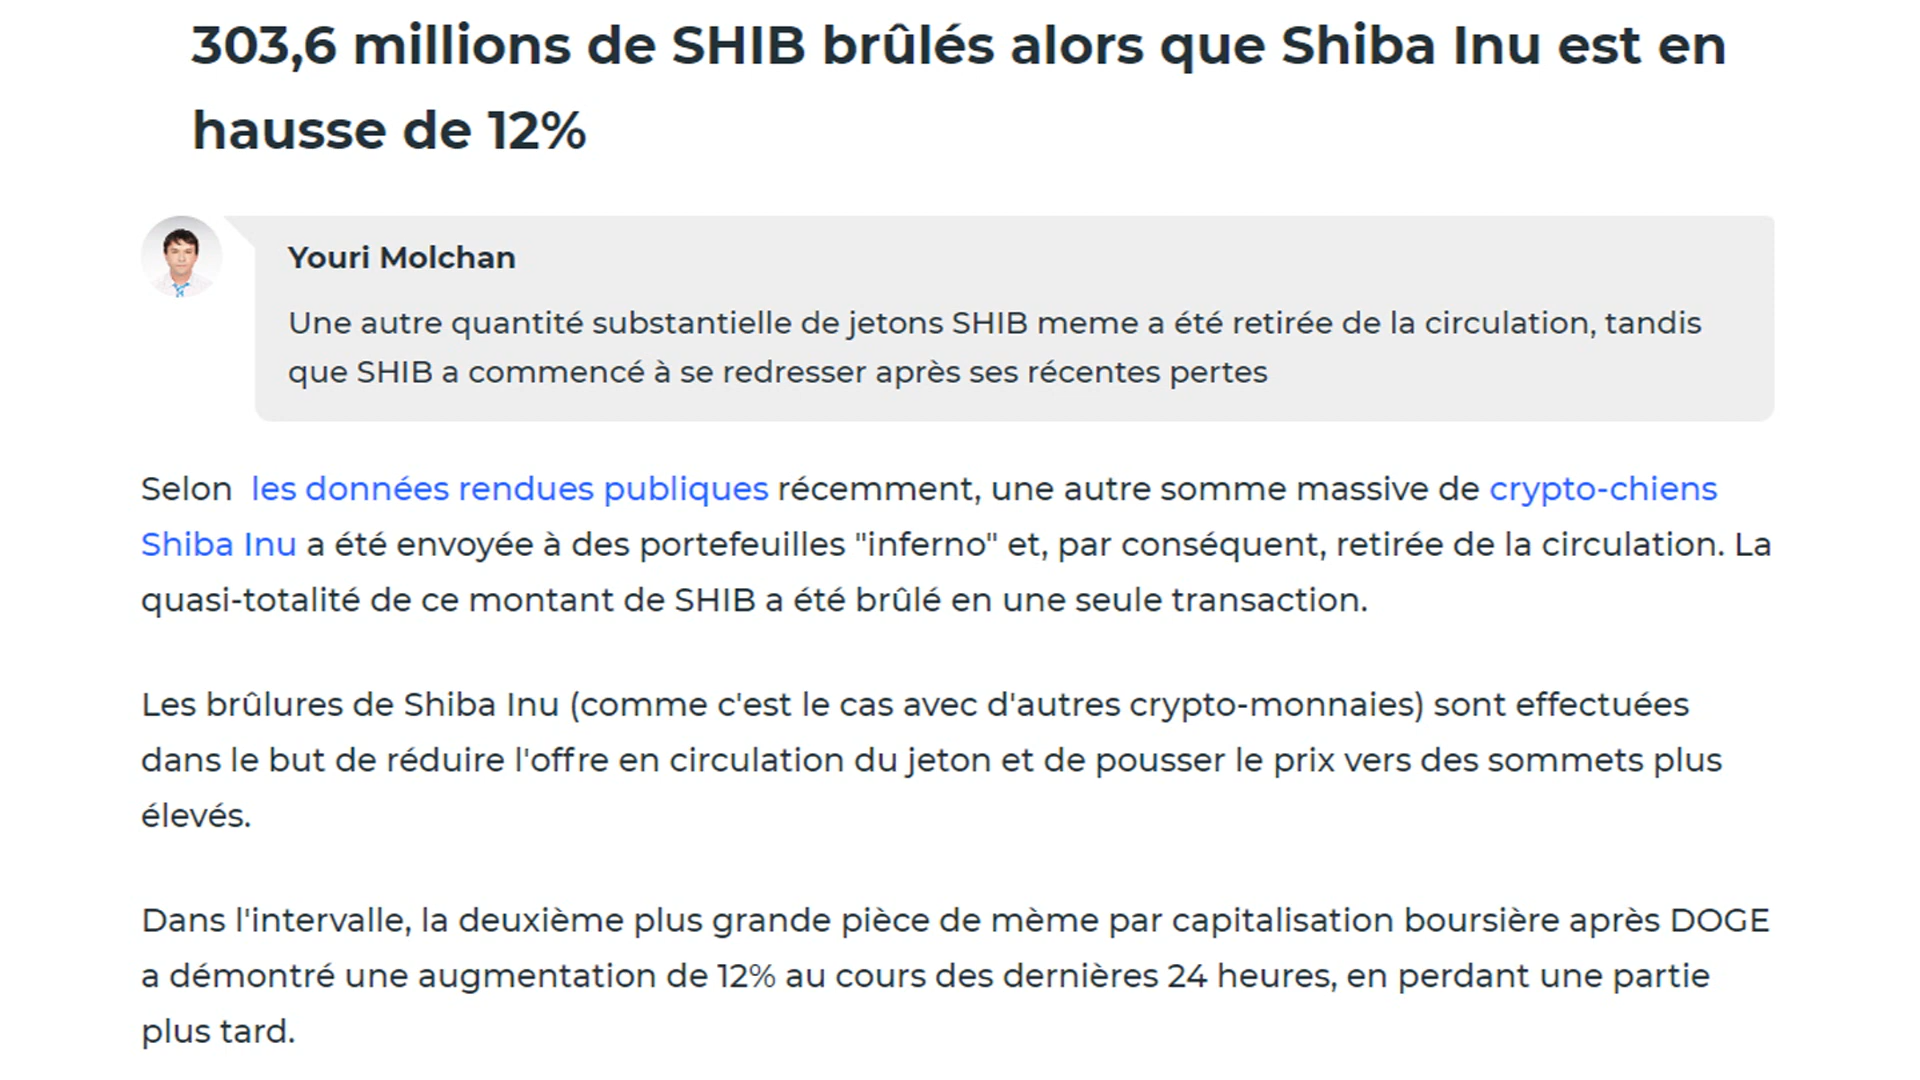 303,6 millions de SHIB brûlés alors que Shiba Inu est en
hausse de 12%
Youri Molchan
Une autre quantité substantielle de jetons SHIB meme a été retirée de la circulation, tandis
que SHIB a commencé à se redresser après ses récentes pertes
Selon les données rendues publiques récemment, une autre somme massive de crypto-chiens
Shiba Inu a été envoyée à des portefeuilles "inferno" et, par conséquent, retirée de la circulation. La
quasi-totalité de ce montant de SHIB a été brûlé en une seule transaction.
Les brûlures de Shiba Inu (comme c'est le cas avec d'autres crypto-monnaies) sont effectuées
dans le but de réduire l'offre en circulation du jeton et de pousser le prix vers des sommets plus
élevés.
Dans l'intervalle, la deuxième plus grande pièce de mème par capitalisation boursière après DOGE
a démontré une augmentation de 12% au cours des dernières 24 heures, en perdant une partie
plus tard.